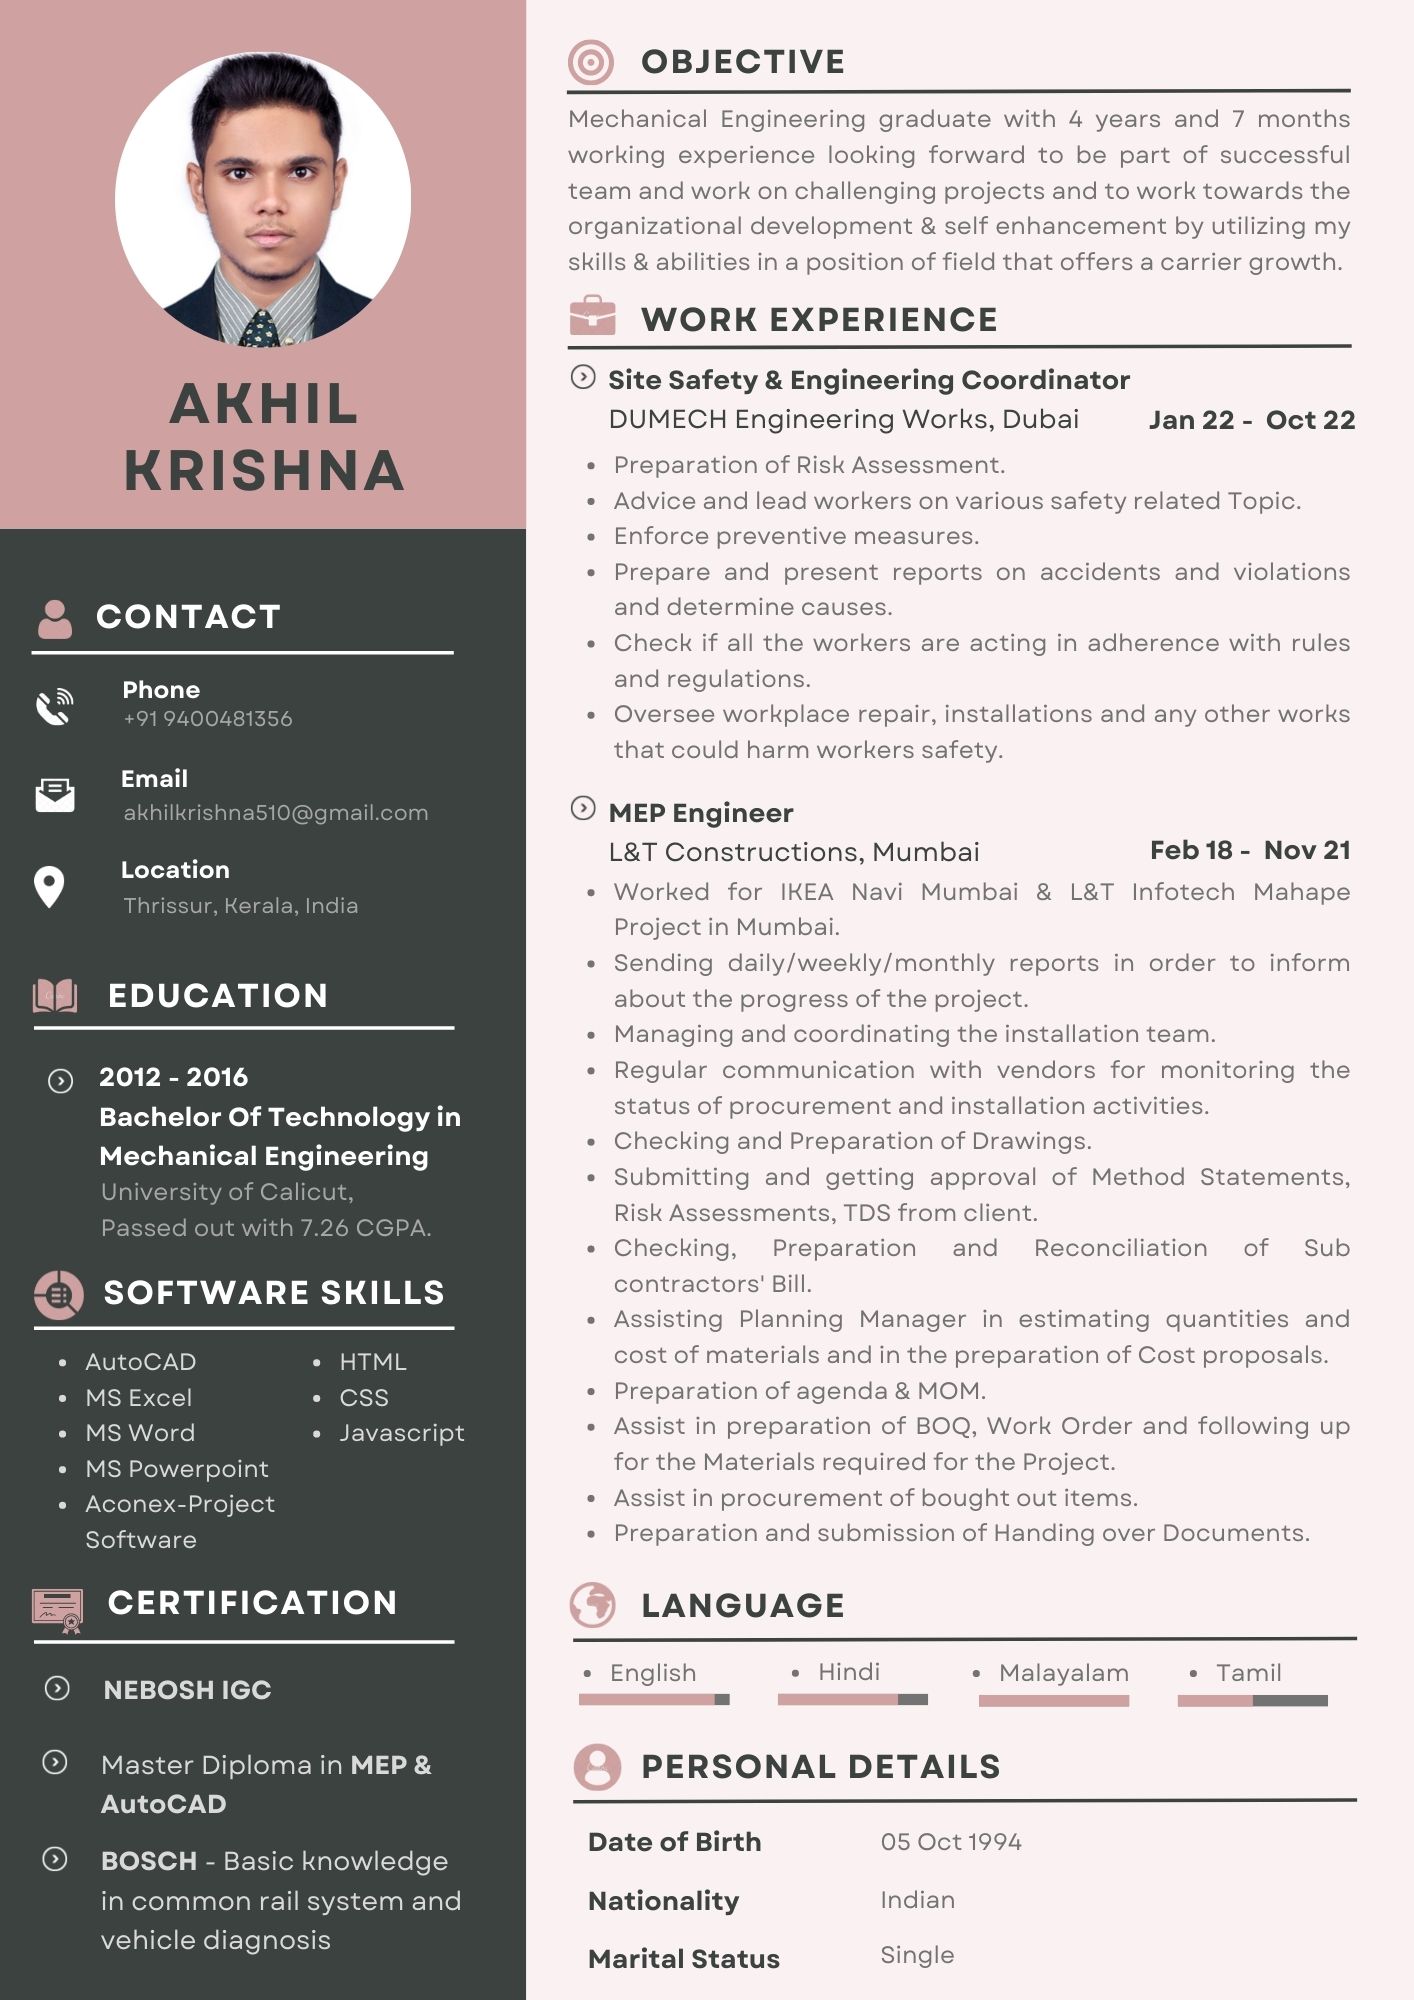 AKHIL
KRISHNA
CONTACT
Phone
+91 9400481356
Email
akhilkrishna510@gmail.com
Location
Thrissur, Kerala, India
EDUCATION
2012 - 2016
Bachelor Of Technology in
Mechanical Engineering
University of Calicut,
Passed out with 7.26 CGPA.
SOFTWARE SKILLS
• AutoCAD
• MS Excel
• MS Word
• MS Powerpoint
• Aconex-Project
Software
• HTML
• CSS
• Javascript
CERTIFICATION
NEBOSH IGC
Master Diploma in MEP &
AutoCAD
BOSCH - Basic knowledge
in common rail system and
vehicle diagnosis
OBJECTIVE
Mechanical Engineering graduate with 4 years and 7 months
working experience looking forward to be part of successful
team and work on challenging projects and to work towards the
organizational development & self enhancement by utilizing my
skills & abilities in a position of field that offers a carrier growth.
WORK EXPERIENCE
Site Safety & Engineering Coordinator
DUMECH Engineering Works, Dubai Jan 22 - Oct 22
• Preparation of Risk Assessment.
• Advice and lead workers on various safety related Topic.
• Enforce preventive measures.
• Prepare and present reports on accidents and violations
and determine causes.
• Check if all the workers are acting in adherence with rules
and regulations.
• Oversee workplace repair, installations and any other works
that could harm workers safety.
MEP Engineer
L&T Constructions, Mumbai Feb 18 - Nov 21
• Worked for IKEA Navi Mumbai & L&T Infotech Mahape
Project in Mumbai.
• Sending daily/weekly/monthly reports in order to inform
about the progress of the project.
• Managing and coordinating the installation team.
• Regular communication with vendors for monitoring the
status of procurement and installation activities.
• Checking and Preparation of Drawings.
• Submitting and getting approval of Method Statements,
Risk Assessments, TDS from client.
• Checking, Preparation and Reconciliation of Sub
contractors' Bill.
• Assisting Planning Manager in estimating quantities and
cost of materials and in the preparation of Cost proposals.
• Preparation of agenda & MOM.
• Assist in preparation of BOQ, Work Order and following up
for the Materials required for the Project.
• Assist in procurement of bought out items.
• Preparation and submission of Handing over Documents.
LANGUAGE
• English • Hindi • Malayalam • Tamil
PERSONAL DETAILS
Date of Birth 05 Oct 1994
Nationality Indian
Marital Status Single